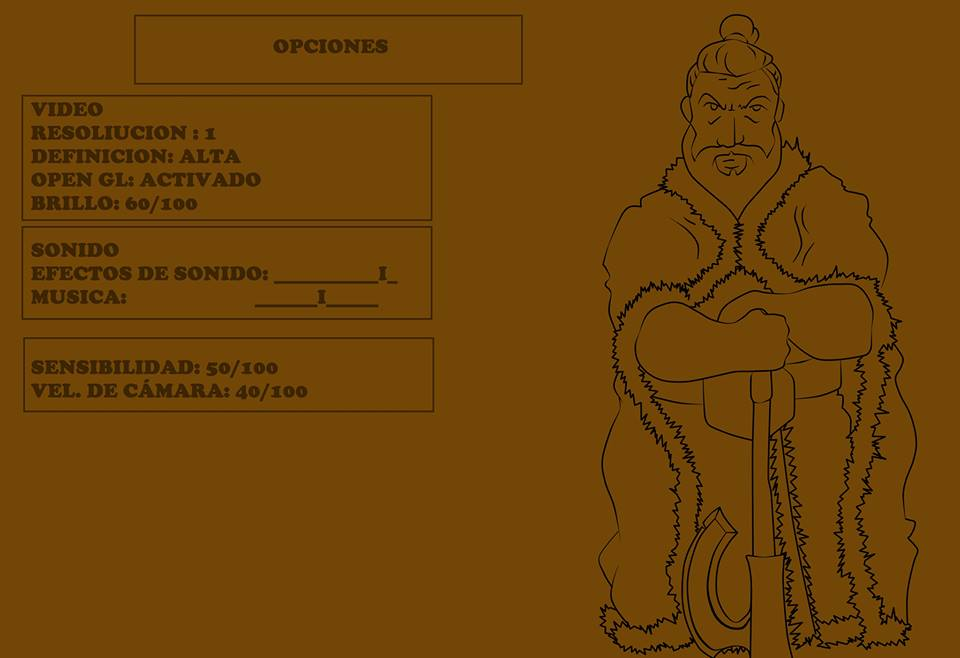 OPCIONES
VIDEO
RESOLIUCION : 1
DEFINICION: ALTA
OPEN GL: ACTIVADO
BRILLO: 60/100
SONIDO
EFECTOS DE SONIDO: __________I_
MUSICA: ______I_____
SENSIBILIDAD: 50/100
VEL. DE CÁMARA: 40/100